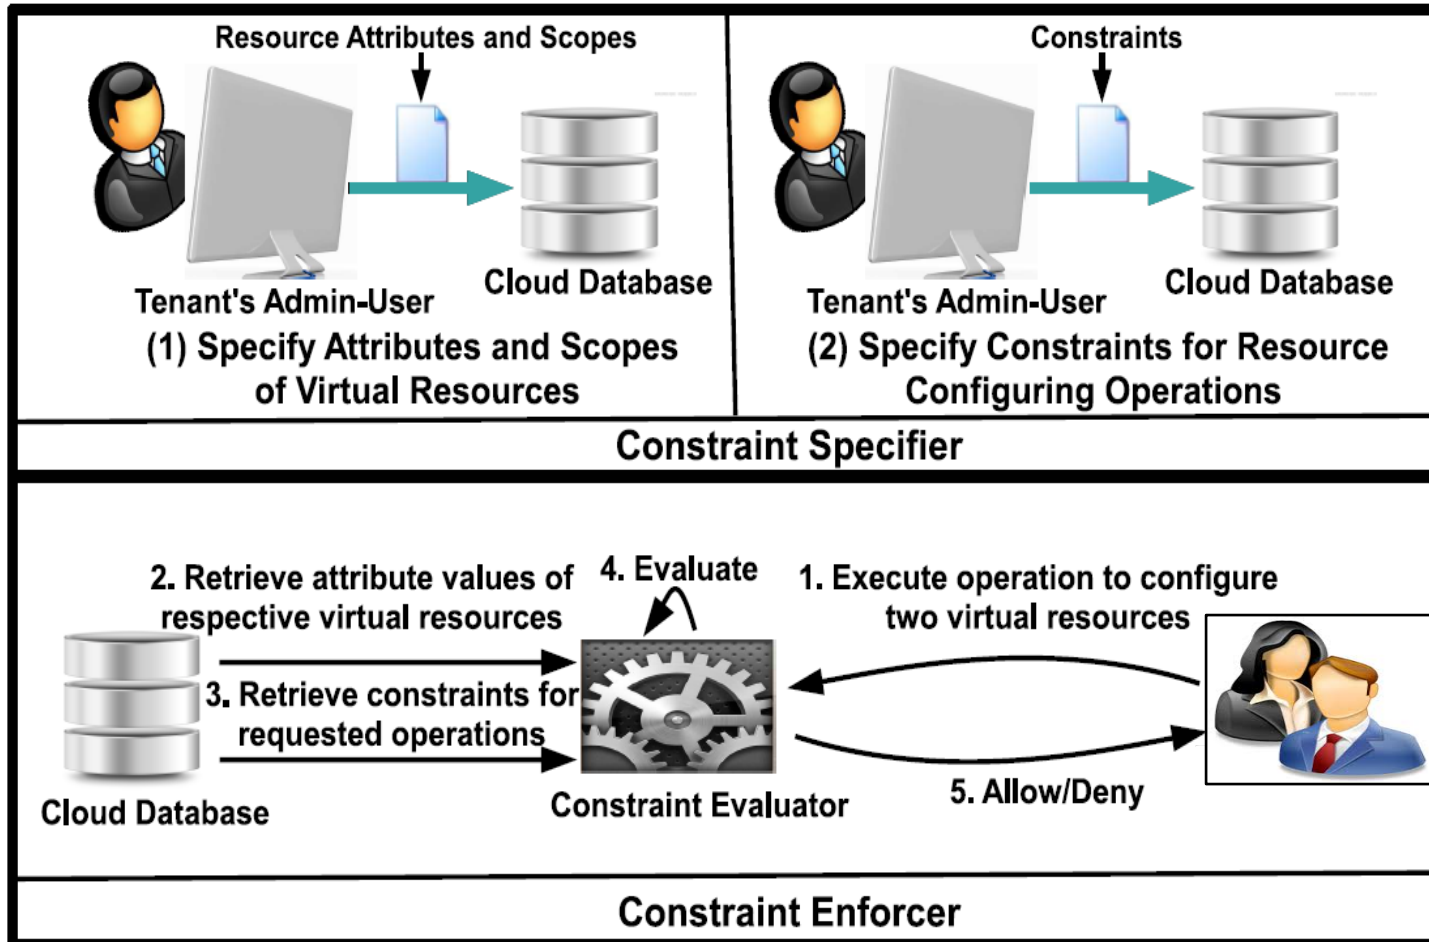 Resource Attributes and Scopes
Cloud Database
Tenant's Admin-User
(1) Specify Attributes and Scopes
of Virtual Resources
Constraints
Cloud Database
Tenant's Admin-User
(2) Specify Constraints for Resource
Configuring Operations
Constraint Specifier
2. Retrieve attribute values of
respective virtual resources
4. Evaluate
1. Execute operation to configure
two virtual resources
3. Retrieve constraints for
requested operations
Cloud Database
Constraint Evaluator
5. Allow/Deny
Constraint Enforcer